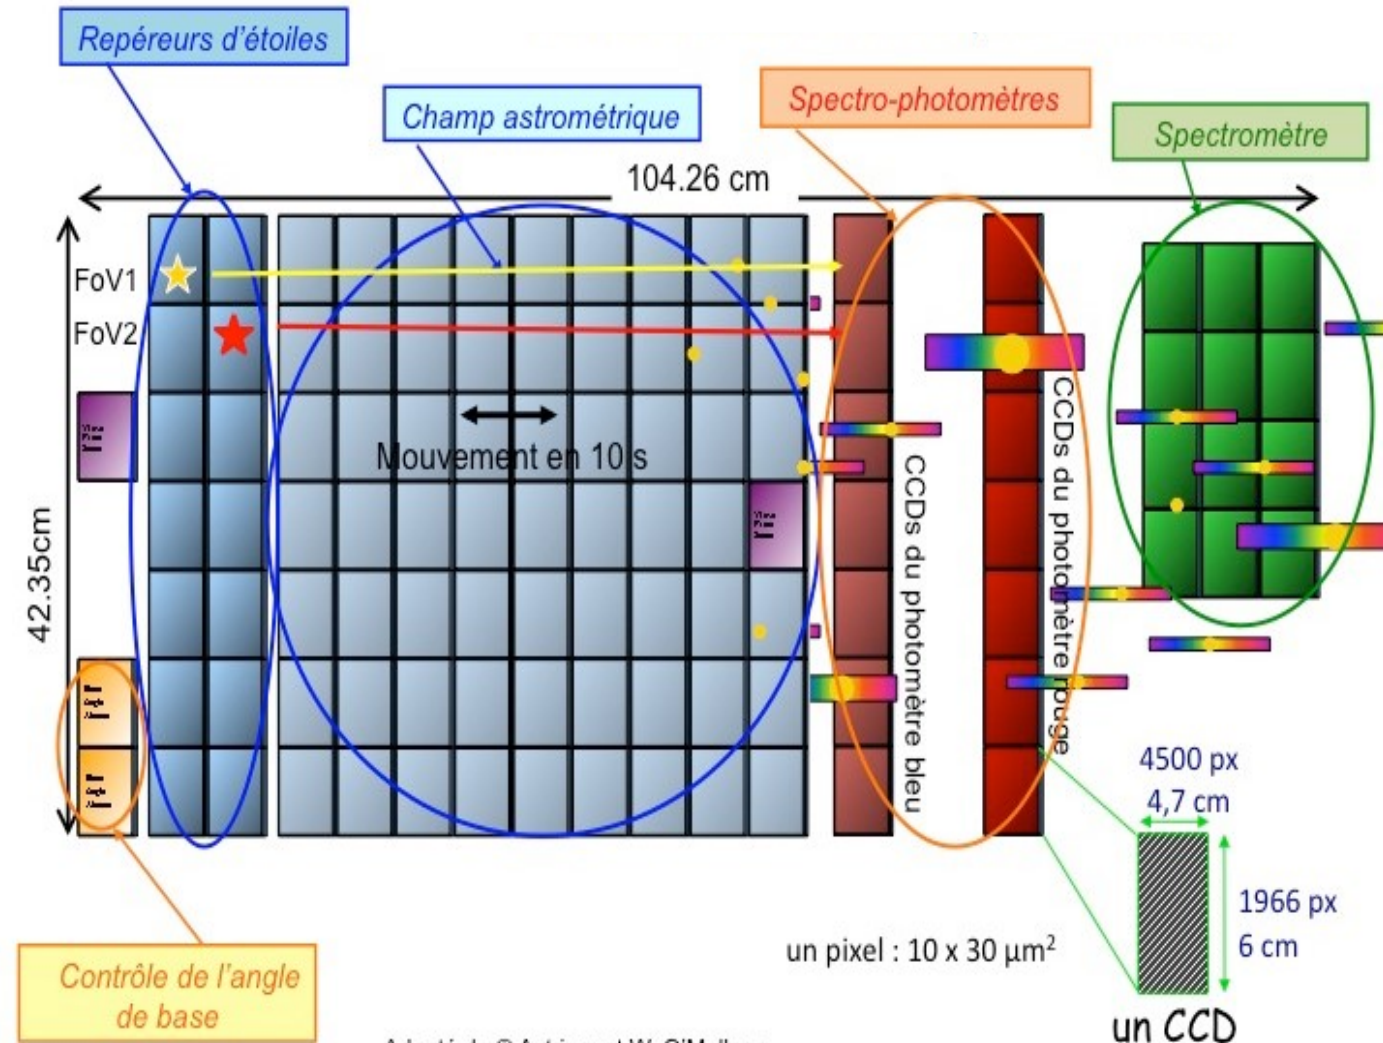 Repéreurs d'étoiles
Champ astrométrique
Spectro-photomètres
Spectromètre
104.26 cm
FoV1
FoV2
42.35cm
Mouvement en 10 s
CCDs du photomètre bleu
CCDs du photomètre rouge
4500 px
4,7 cm
1966 px
6 cm
un pixel : 10 x 30 µm²
un CCD
Contrôle de l'angle
de base